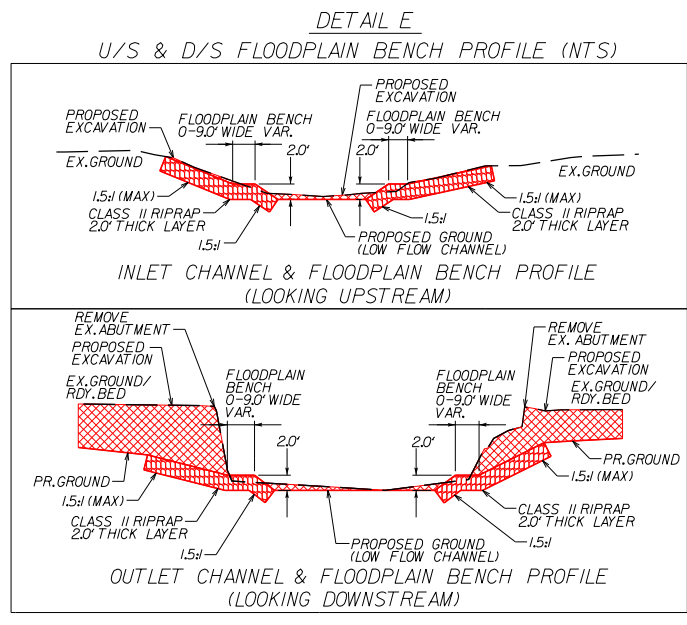 DETAIL E
U/S & D/S FLOODPLAIN BENCH PROFILE (NTS)
PROPOSED
EXCAVATION
PROPOSED
EXCAVATION
FLOODPLAIN BENCH
0-9.0' WIDE VAR.
FLOODPLAIN BENCH
0-9.0' WIDE VAR.
2.0'
2.0'
EX.GROUND
EX.GROUND
1.5:1 (MAX)
CLASS II RIPRAP
2.0' THICK LAYER
1.5:1
1.5:1
1.5:1 (MAX)
CLASS II RIPRAP
2.0' THICK LAYER
PROPOSED GROUND
(LOW FLOW CHANNEL)
INLET CHANNEL & FLOODPLAIN BENCH PROFILE
(LOOKING UPSTREAM)
REMOVE
EX.ABUTMENT
PROPOSED
EXCAVATION
EX.GROUND/
RDY.BED
FLOODPLAIN
BENCH
0-9.0' WIDE
VAR.
2.0'
FLOODPLAIN
BENCH
0-9.0' WIDE
VAR.
2.0'
REMOVE
EX. ABUTMENT
PROPOSED
EXCAVATION
EX.GROUND/
RDY.BED
PR.GROUND
1.5:1 (MAX)
CLASS II RIPRAP
2.0' THICK LAYER
1.5:1
PR.GROUND
1.5:1 (MAX)
CLASS II RIPRAP
2.0' THICK LAYER
1.5:1
PROPOSED GROUND
(LOW FLOW CHANNEL)
OUTLET CHANNEL & FLOODPLAIN BENCH PROFILE
(LOOKING DOWNSTREAM)